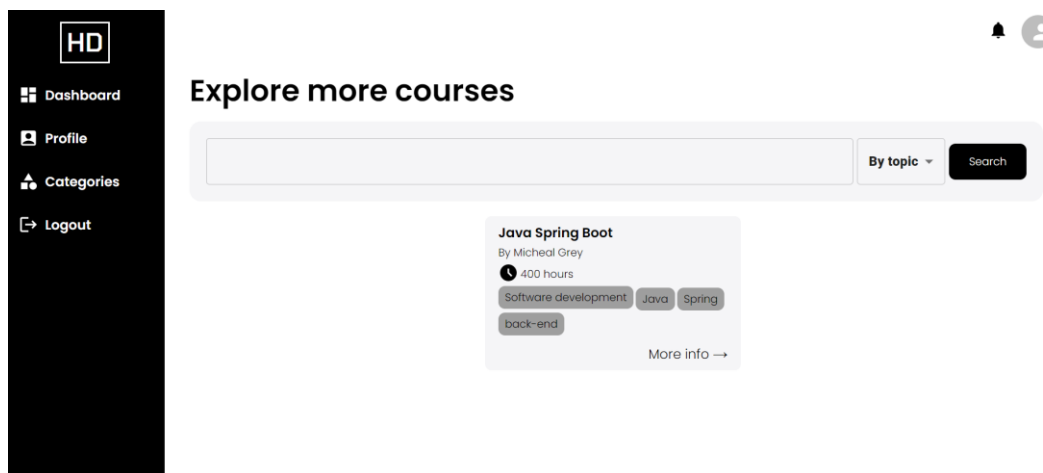 HD
Dashboard
Profile
Categories
Logout
Explore more courses
By topic
Search
Java Spring Boot
By Micheal Grey
400 hours
Software development Java Spring
back-end
More info →